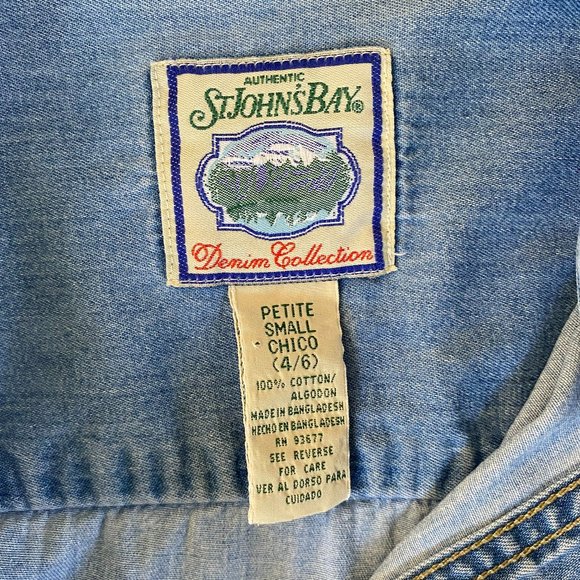 AUTHENTIC
ST. JOHN'S BAY®
Denim Collection
PETITE
SMALL
CHICO
(4/6)
100% COTTON/
ALGODON
MADE IN BANGLADESH
HECHO EN BANGLADESH
RN 93677
SEE REVERSE
FOR CARE
VER AL DORSO PARA
CUIDADO